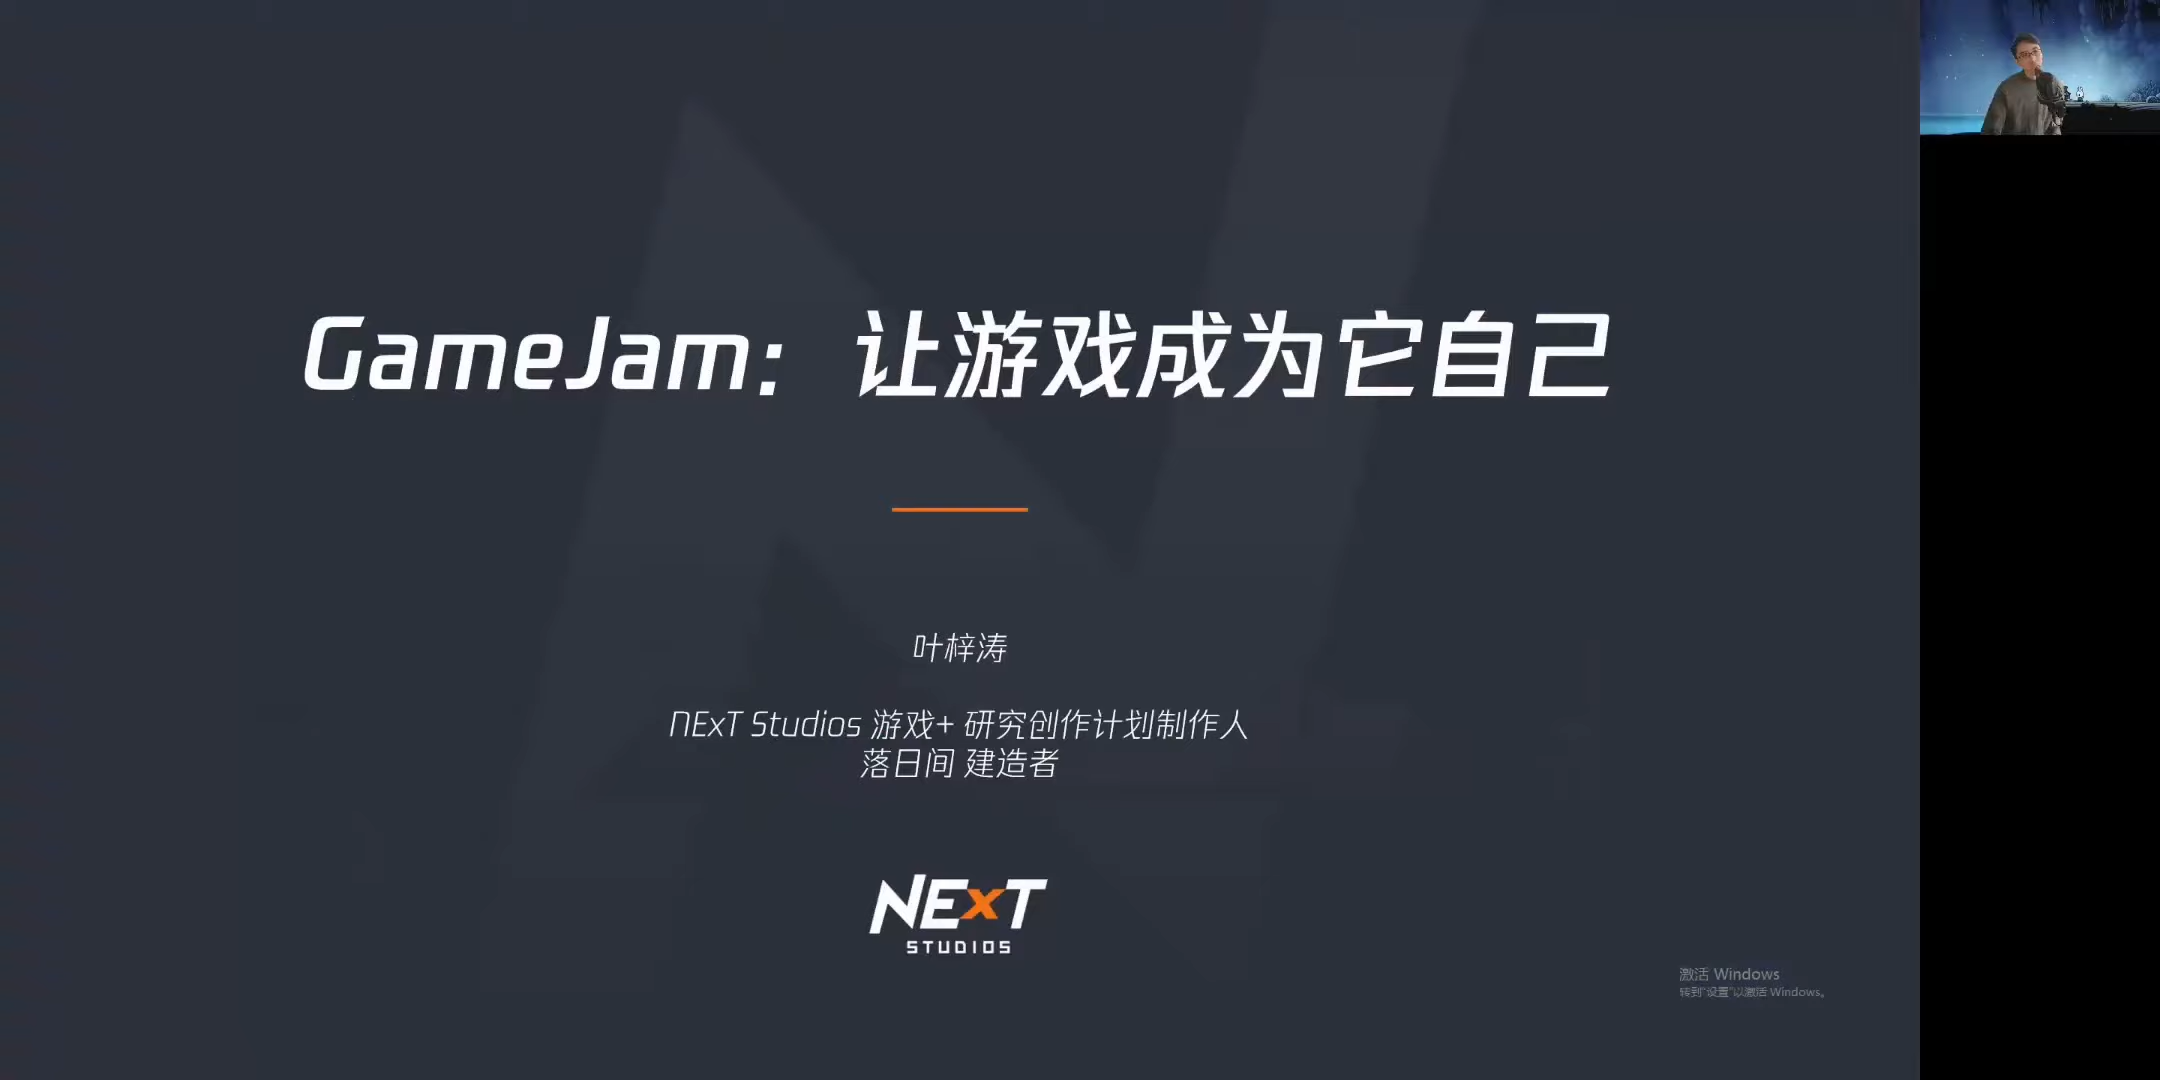 GameJam：让游戏成为它自己
叶梓涛
NExT Studios 游戏+ 研究创作计划制作人
落日间 建造者
NExT
STUDIOS
激活 Windows
转到"设置"以激活 Windows。